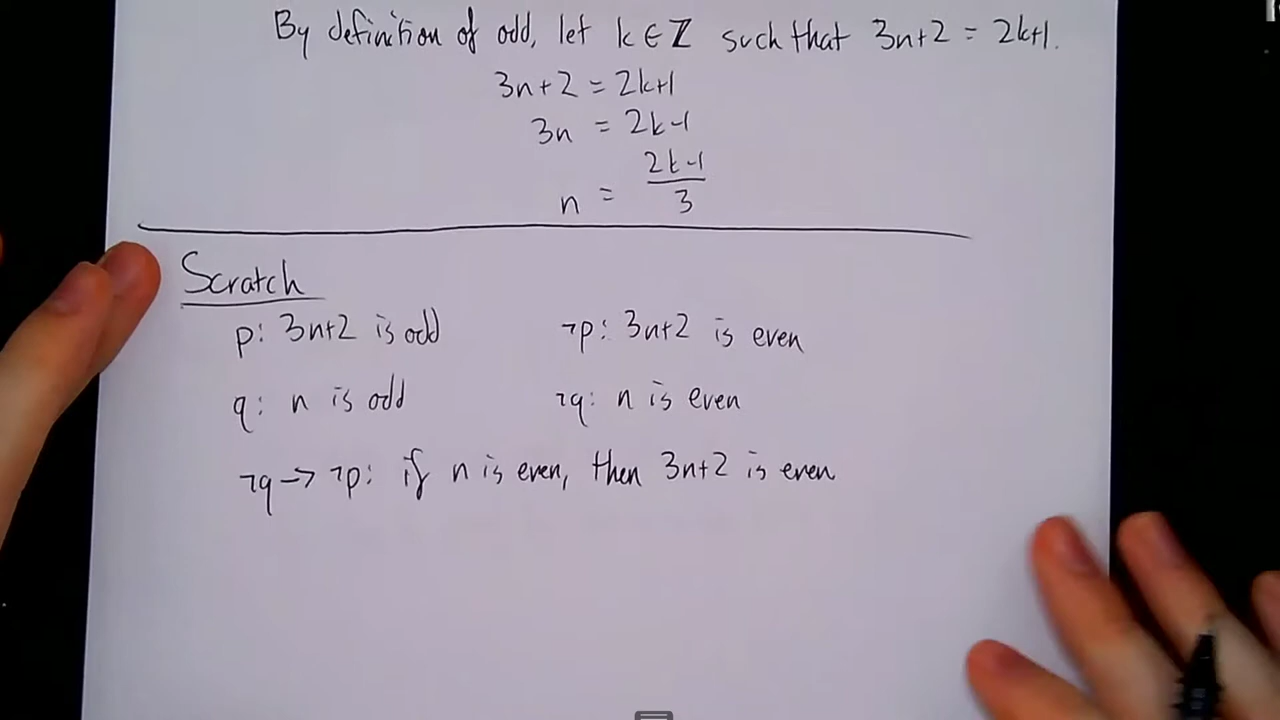 By definition of odd, let k ∈ ℤ such that 3n+2 = 2k+1.
3n+2 = 2k+1
3n = 2k-1
n = \frac{2k-1}{3}
Scratch
p: 3n+2 is odd ¬p: 3n+2 is even
q: n is odd ¬q: n is even
¬q → ¬p: if n is even, then 3n+2 is even